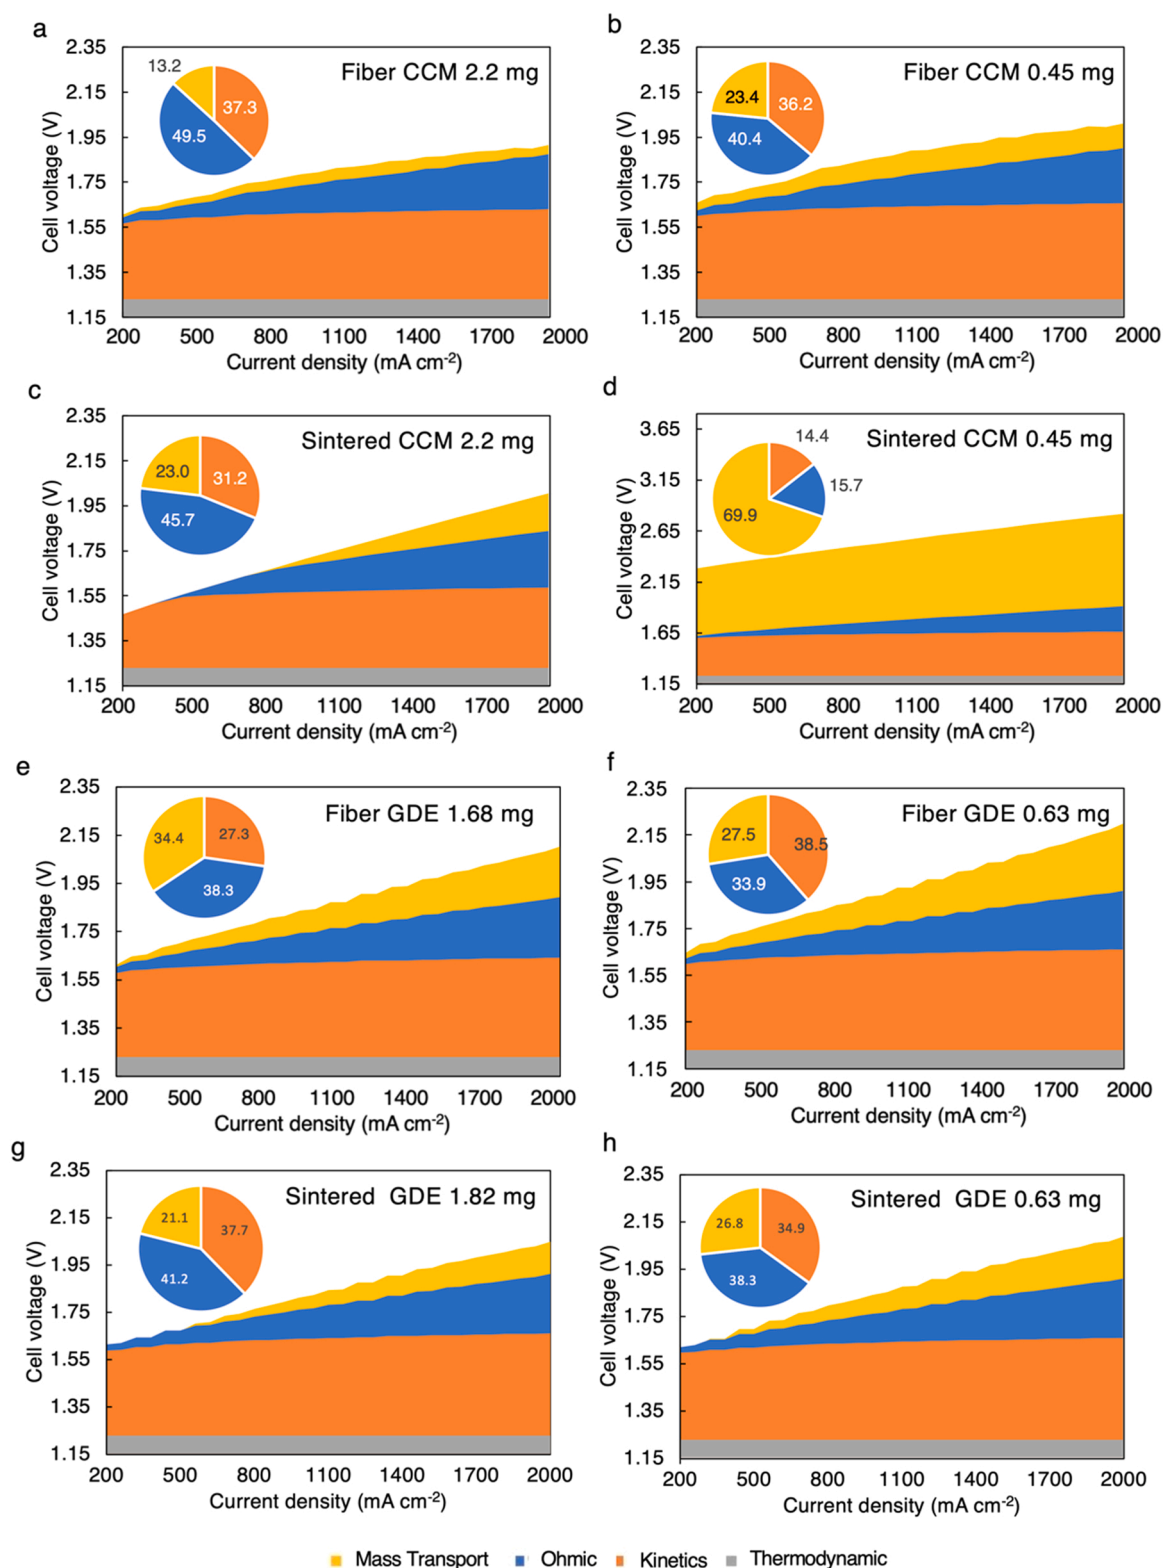 a
Fiber CCM 2.2 mg
13.2
37.3
49.5
Cell voltage (V)
2.35
2.15
1.95
1.75
1.55
1.35
1.15
200 500 800 1100 1400 1700 2000
Current density (mA cm-2)
b
Fiber CCM 0.45 mg
23.4
36.2
40.4
Cell voltage (V)
2.35
2.15
1.95
1.75
1.55
1.35
1.15
200 500 800 1100 1400 1700 2000
Current density (mA cm-2)
c
Sintered CCM 2.2 mg
23.0
31.2
45.7
Cell voltage (V)
2.35
2.15
1.95
1.75
1.55
1.35
1.15
200 500 800 1100 1400 1700 2000
Current density (mA cm-2)
d
Sintered CCM 0.45 mg
14.4
15.7
69.9
Cell voltage (V)
3.65
3.15
2.65
2.15
1.65
1.15
200 500 800 1100 1400 1700 2000
Current density (mA cm-2)
e
Fiber GDE 1.68 mg
34.4
27.3
38.3
Cell voltage (V)
2.35
2.15
1.95
1.75
1.55
1.35
1.15
200 500 800 1100 1400 1700 2000
Current density (mA cm-2)
f
Fiber GDE 0.63 mg
27.5
38.5
33.9
Cell voltage (V)
2.35
2.15
1.95
1.75
1.55
1.35
1.15
200 500 800 1100 1400 1700 2000
Current density (mA cm-2)
g
Sintered GDE 1.82 mg
21.1
37.7
41.2
Cell voltage (V)
2.35
2.15
1.95
1.75
1.55
1.35
1.15
200 500 800 1100 1400 1700 2000
Current density (mA cm-2)
h
Sintered GDE 0.63 mg
26.8
34.9
38.3
Cell voltage (V)
2.35
2.15
1.95
1.75
1.55
1.35
1.15
200 500 800 1100 1400 1700 2000
Current density (mA cm-2)
Mass Transport Ohmic Kinetics Thermodynamic